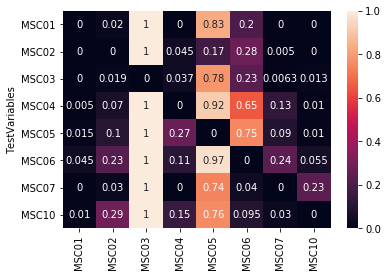 MSC01 0 0.02 1 0 0.83 0.2 0 0 1.0
MSC02 0 0 1 0.045 0.17 0.28 0.005 0
MSC03 0 0.019 0 0.037 0.78 0.23 0.0063 0.013 0.8
MSC04 0.005 0.07 1 0 0.92 0.65 0.13 0.01 0.6
TestVariables
MSC05 0.015 0.1 1 0.27 0 0.75 0.09 0.01
MSC06 0.045 0.23 1 0.11 0.97 0 0.24 0.055 0.4
MSC07 0 0.03 1 0 0.74 0.04 0 0.23 0.2
MSC10 0.01 0.29 1 0.15 0.76 0.095 0.03 0 0.0
MSC01 MSC02 MSC03 MSC04 MSC05 MSC06 MSC07 MSC10